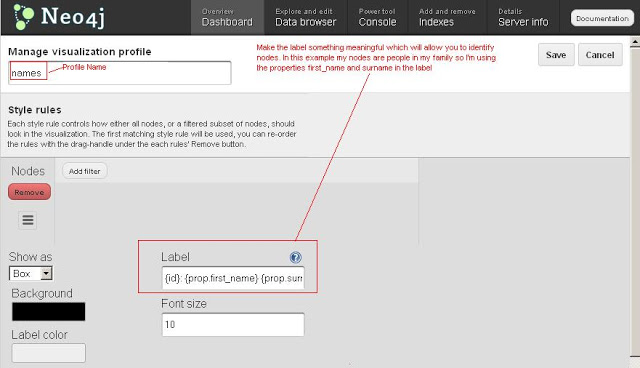 Neo4j
Overview
Dashboard
Explore and edit
Data browser
Power tool
Console
Add and remove
Indexes
Details
Server info
Documentation
Manage visualization profile
names
Profile Name
Make the label something meaningful which will allow you to identify
nodes. In this example my nodes are people in my family so I'm using
the properties first_name and surname in the label
Save
Cancel
Style rules
Each style rule controls how either all nodes, or a filtered subset of nodes, should
look in the visualization. The first matching style rule will be used, you can re-order
the rules with the drag-handle under the each rules' Remove button.
Nodes
Add filter
Remove
Show as
Box
Label
?
{id}: {prop.first_name} {prop.surn
Background
Font size
10
Label color